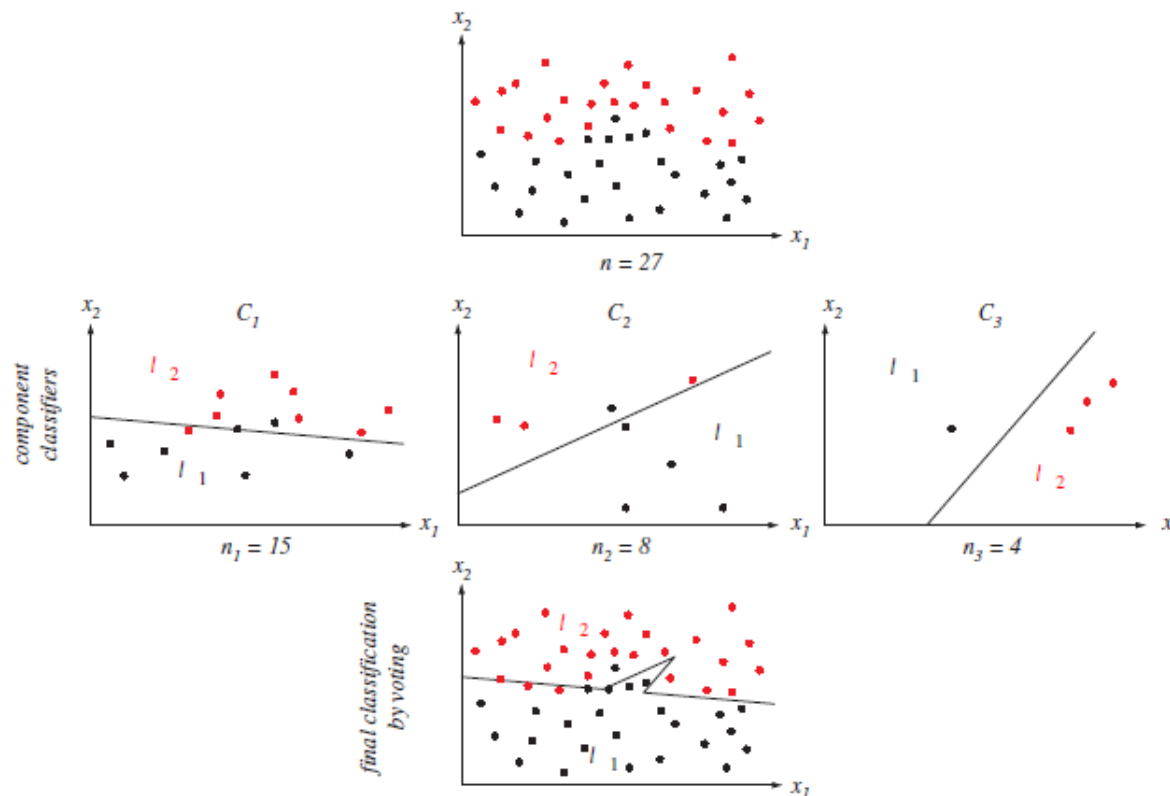 x2
x1
n = 27
x2
C1
l 2
l 1
x1
n1 = 15
component
classifiers
x2
C2
l 2
l 1
x1
n2 = 8
x2
C3
l 1
l 2
x
n3 = 4
x2
l 2
l 1
x1
final classification
by voting